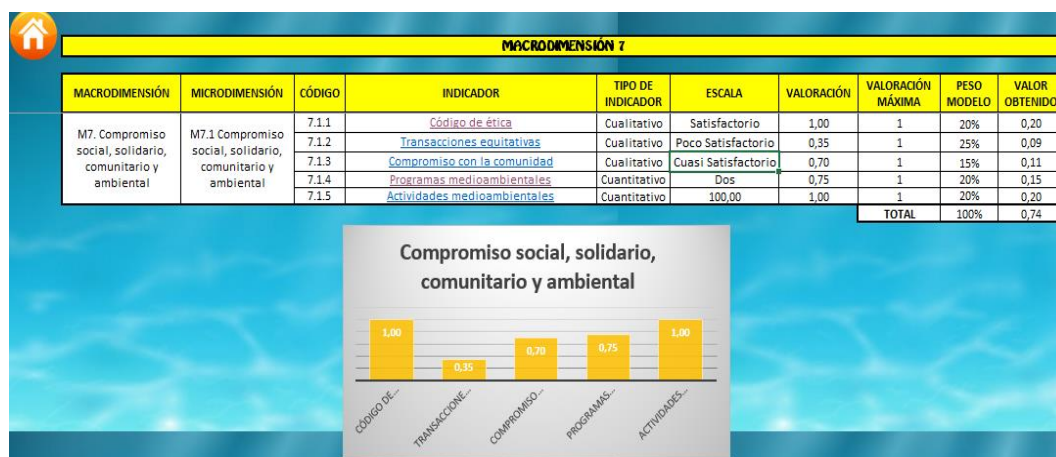 MACRODIMENSIÓN 7
MACRODIMENSIÓN MICRODIMENSIÓN CÓDIGO INDICADOR TIPO DE INDICADOR ESCALA VALORACIÓN VALORACIÓN MÁXIMA PESO MODELO VALOR OBTENIDO
M7. Compromiso social, solidario, comunitario y ambiental
M7.1 Compromiso social, solidario, comunitario y ambiental
7.1.1 Código de ética Cualitativo Satisfactorio 1,00 1 20% 0,20
7.1.2 Transacciones equitativas Cualitativo Poco Satisfactorio 0,35 1 25% 0,09
7.1.3 Compromiso con la comunidad Cualitativo Cuasi Satisfactorio 0,70 1 15% 0,11
7.1.4 Programas medioambientales Cuantitativo Dos 0,75 1 20% 0,15
7.1.5 Actividades medioambientales Cuantitativo 100,00 1,00 1 20% 0,20
TOTAL 100% 0,74
Compromiso social, solidario,
comunitario y ambiental
1,00 0,35 0,70 0,75 1,00
CÓDIGO DE... TRANSACCIONE... COMPROMISO... PROGRAMAS... ACTIVIDADES...